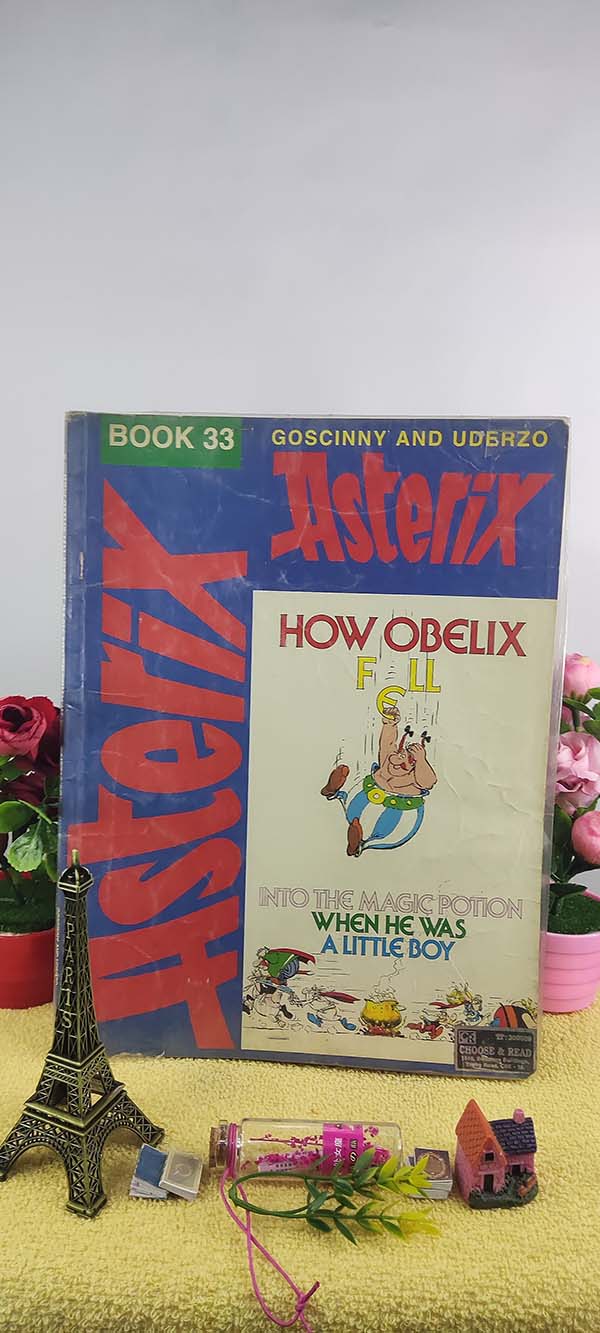 BOOK 33
GOSCINNY AND UDERZO
Asterix
Asterix
HOW OBELIX
FELL
INTO THE MAGIC POTION
WHEN HE WAS
A LITTLE BOY
CHOOSE & READ
PARIS